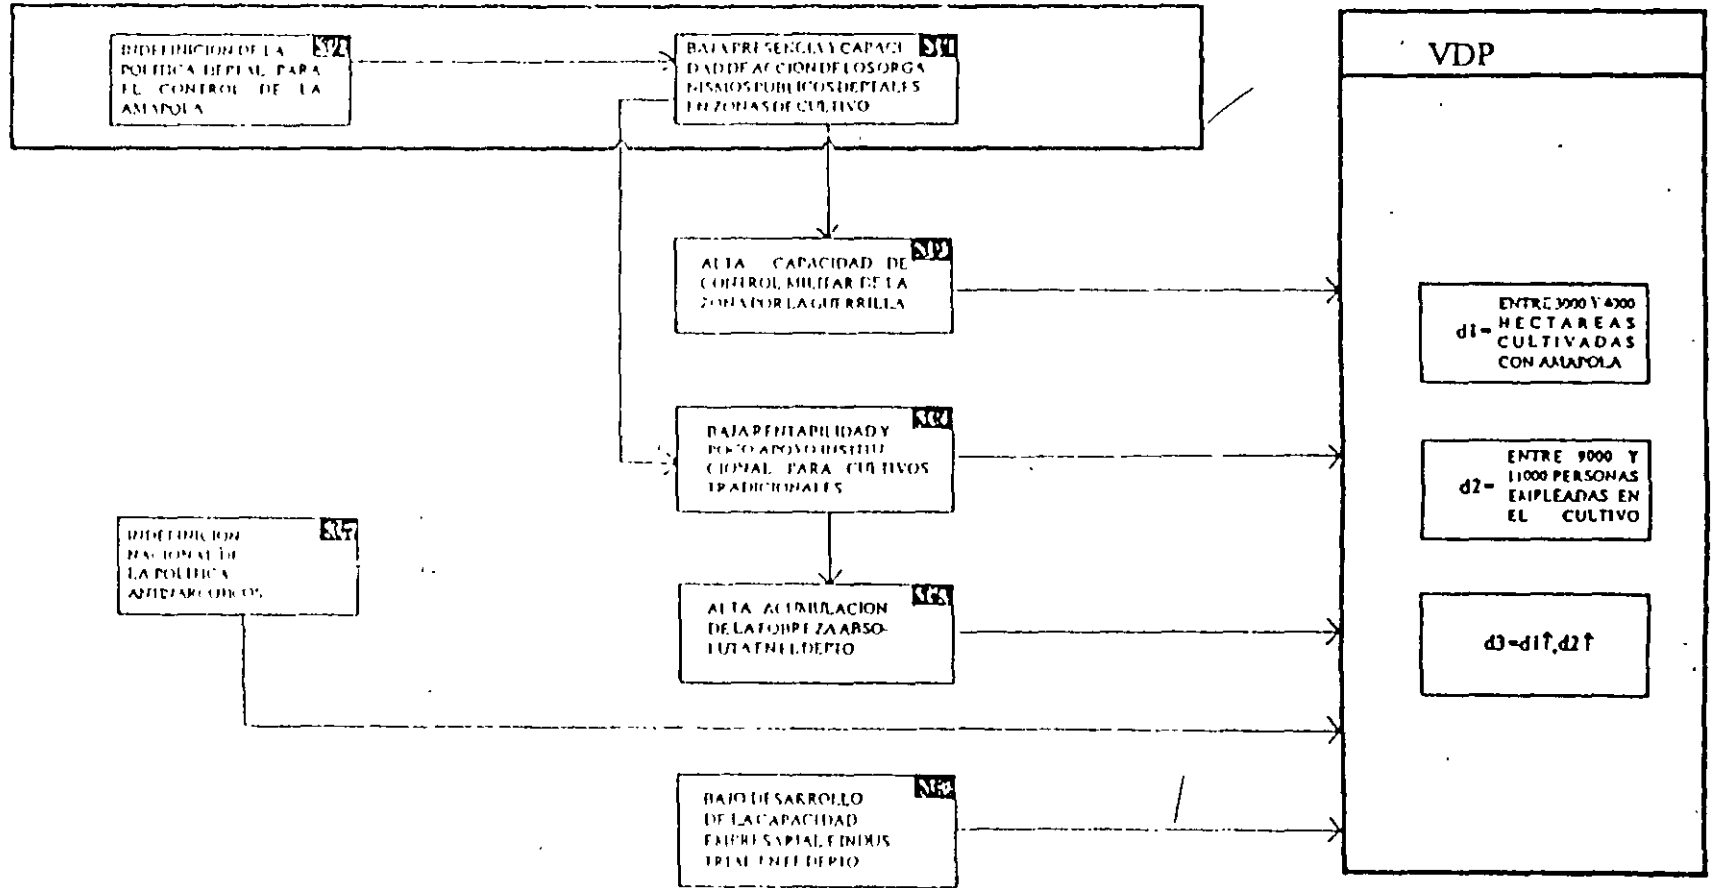 INDEFINICION DE LA
POLITICA DEPTAL PARA
EL CONTROL DE LA
AMAPOLA
BAJA PRESENCIA Y CAPACI
DAD DE ACCION DE LOS ORGA
NISMOS PUBLICOS DEPTALES
EN ZONAS DE CULTIVO
ALTA CAPACIDAD DE
CONTROL MILITAR DE LA
ZONA POR LA GUERRILLA
BAJA RENTABILIDAD Y
POCO APOYO INSTITU
CIONAL PARA CULTIVOS
TRADICIONALES
INDEFINICION
NACIONAL DE
LA POLITICA
ANTINARCOTICOS
ALTA ACUMULACION
DE LA POBREZA ABSO-
LUTA EN EL DEPTO
BAJO DESARROLLO
DE LA CAPACIDAD
EMPRESARIAL E INDUS
TRIAL EN EL DEPTO
VDP
d1= ENTRE 3000 Y 4000
HECTAREAS
CULTIVADAS
CON AMAPOLA
d2= ENTRE 9000 Y
11000 PERSONAS
EMPLEADAS EN
EL CULTIVO
d3=d1↑,d2↑